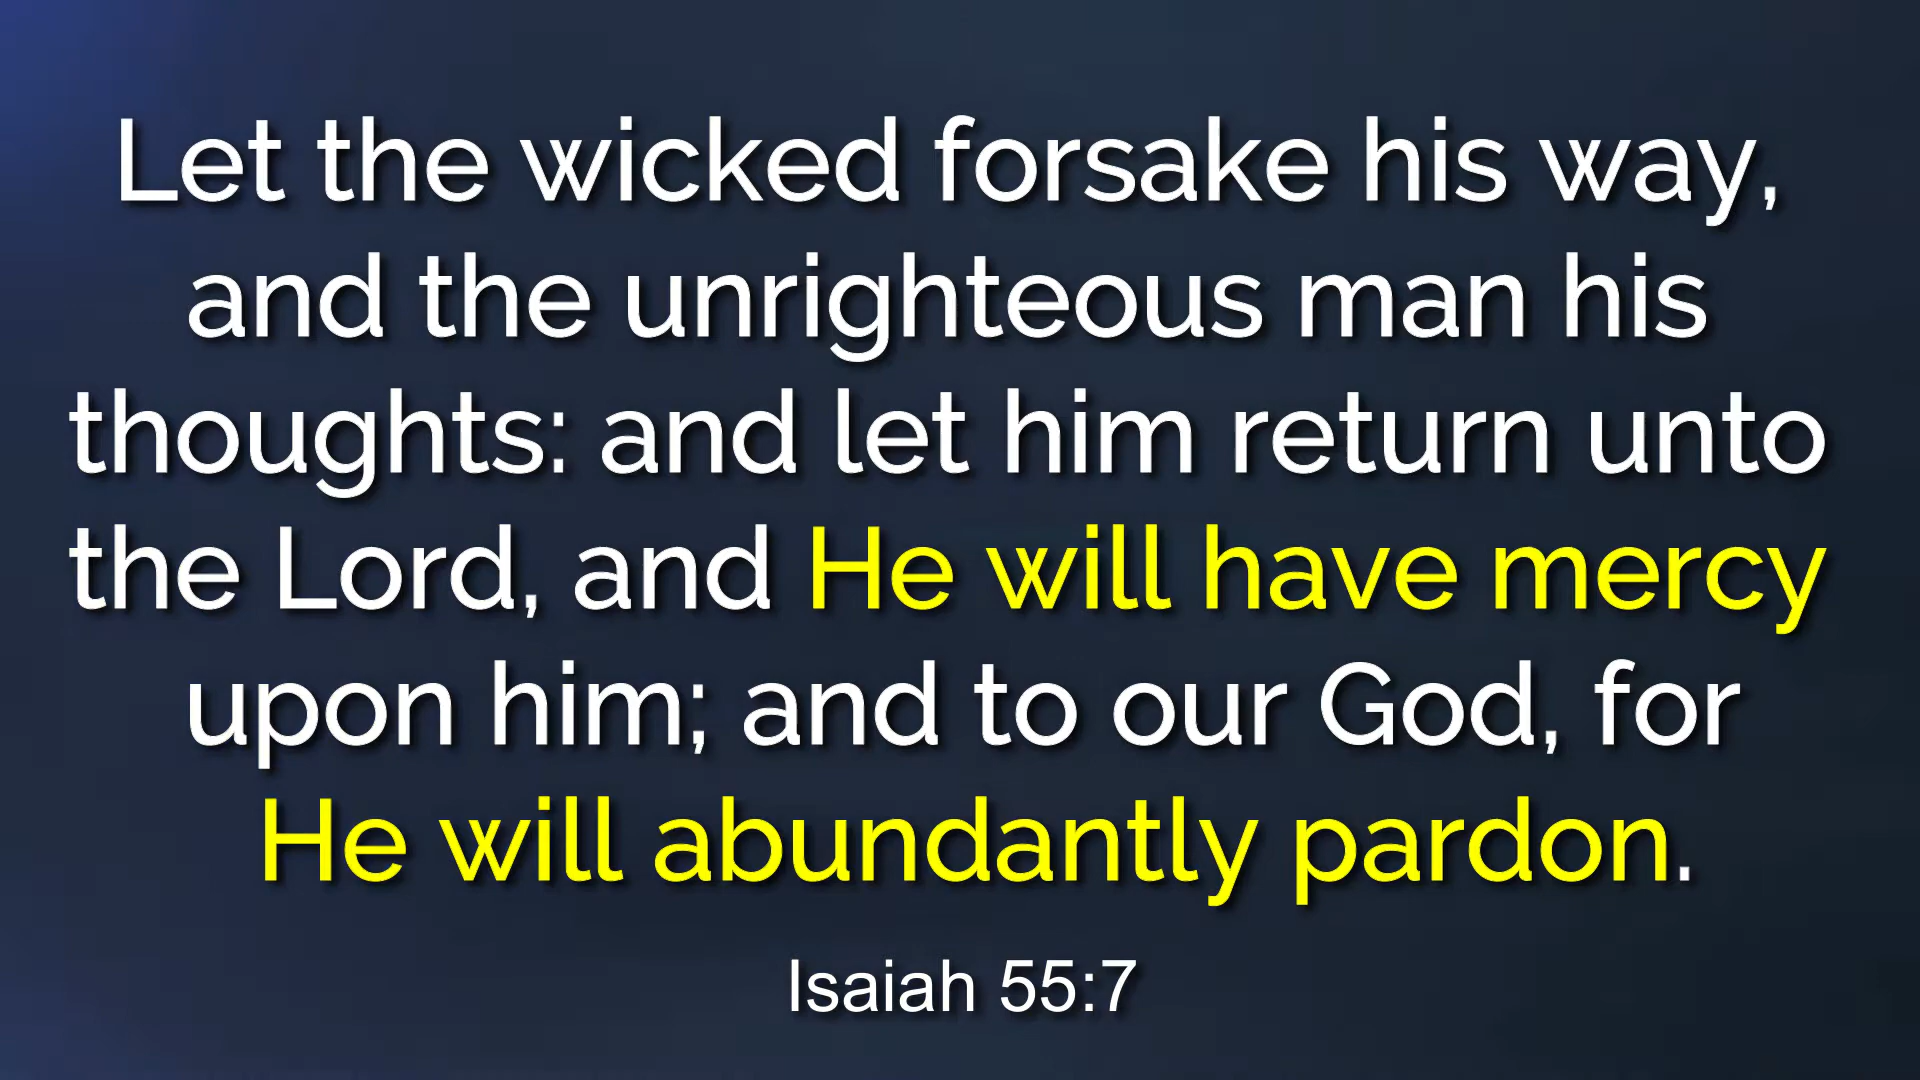 Let the wicked forsake his way,
and the unrighteous man his
thoughts: and let him return unto
the Lord, and He will have mercy
upon him; and to our God, for
He will abundantly pardon.
Isaiah 55:7